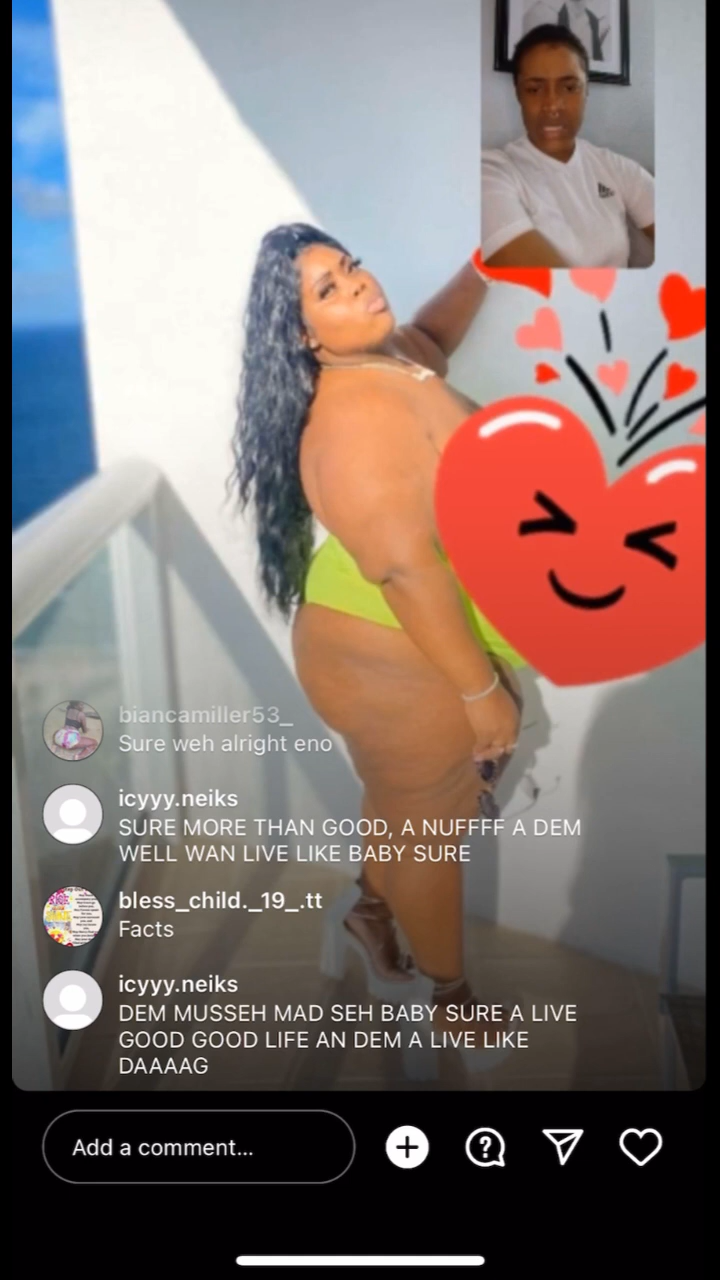 biancamiller53_
Sure weh alright eno
icyyy.neiks
SURE MORE THAN GOOD, A NUFFFF A DEM
WELL WAN LIVE LIKE BABY SURE
bless_child._19_.tt
Facts
icyyy.neiks
DEM MUSSEH MAD SEH BABY SURE A LIVE
GOOD GOOD LIFE AN DEM A LIVE LIKE
DAAAAG
Add a comment...